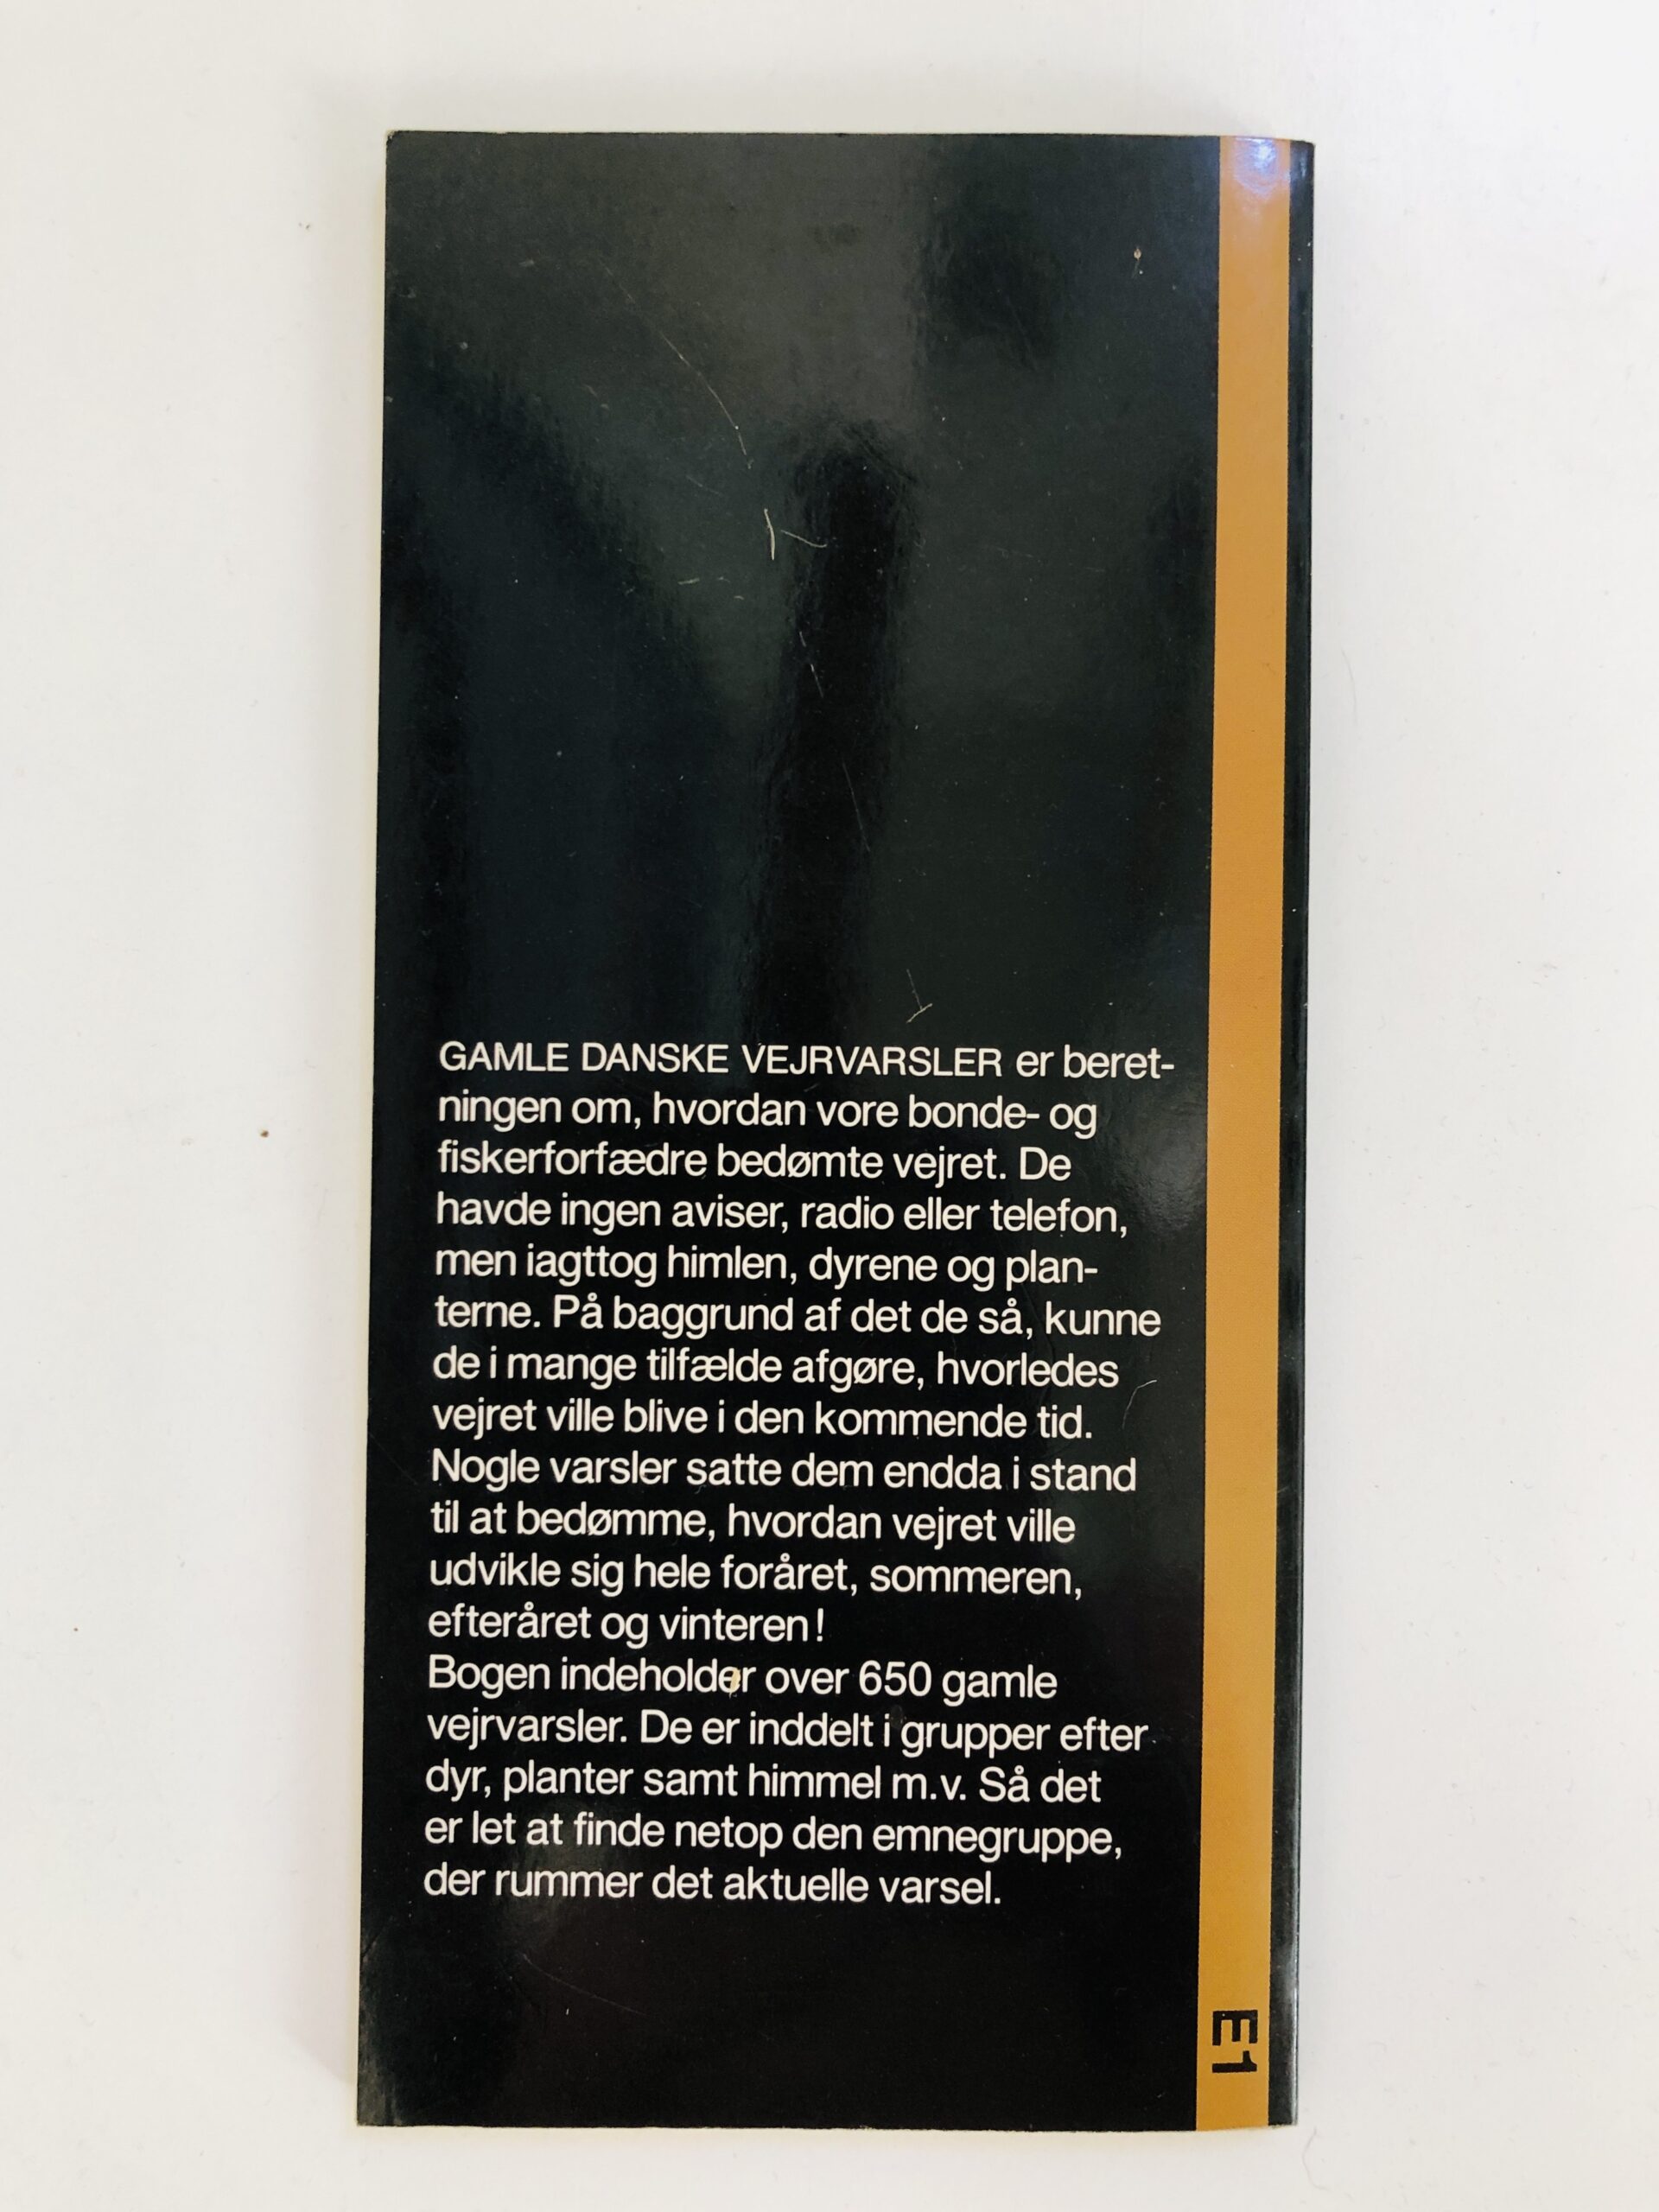 GAMLE DANSKE VEJRVARSLER er beret-
ningen om, hvordan vore bonde- og
fiskerforfædre bedømte vejret. De
havde ingen aviser, radio eller telefon,
men iagttog himlen, dyrene og plan-
terne. På baggrund af det de så, kunne
de i mange tilfælde afgøre, hvorledes
vejret ville blive i den kommende tid.
Nogle varsler satte dem endda i stand
til at bedømme, hvordan vejret ville
udvikle sig hele foråret, sommeren,
efteråret og vinteren!
Bogen indeholder over 650 gamle
vejrvarsler. De er inddelt i grupper efter
dyr, planter samt himmel m.v. Så det
er let at finde netop den emnegruppe,
der rummer det aktuelle varsel.
E1